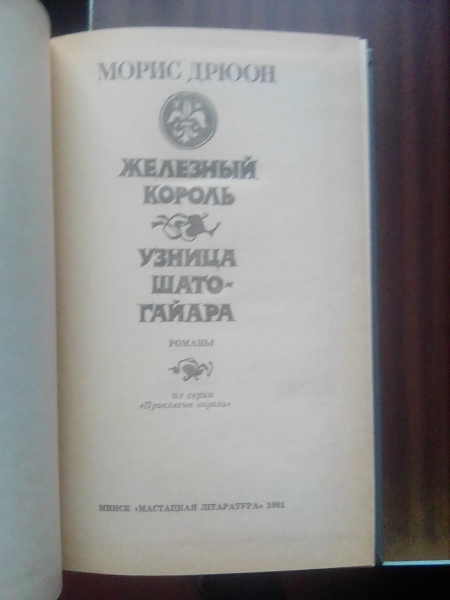 МОРИС ДРЮОН
ЖЕЛЕЗНЫЙ
КОРОЛЬ
УЗНИЦА
ШАТО-
ГАЙАРА
РОМАНЫ
из серии
«Проклятые короли»
МИНСК «МАСТАЦКАЯ ЛІТАРАТУРА» 1981